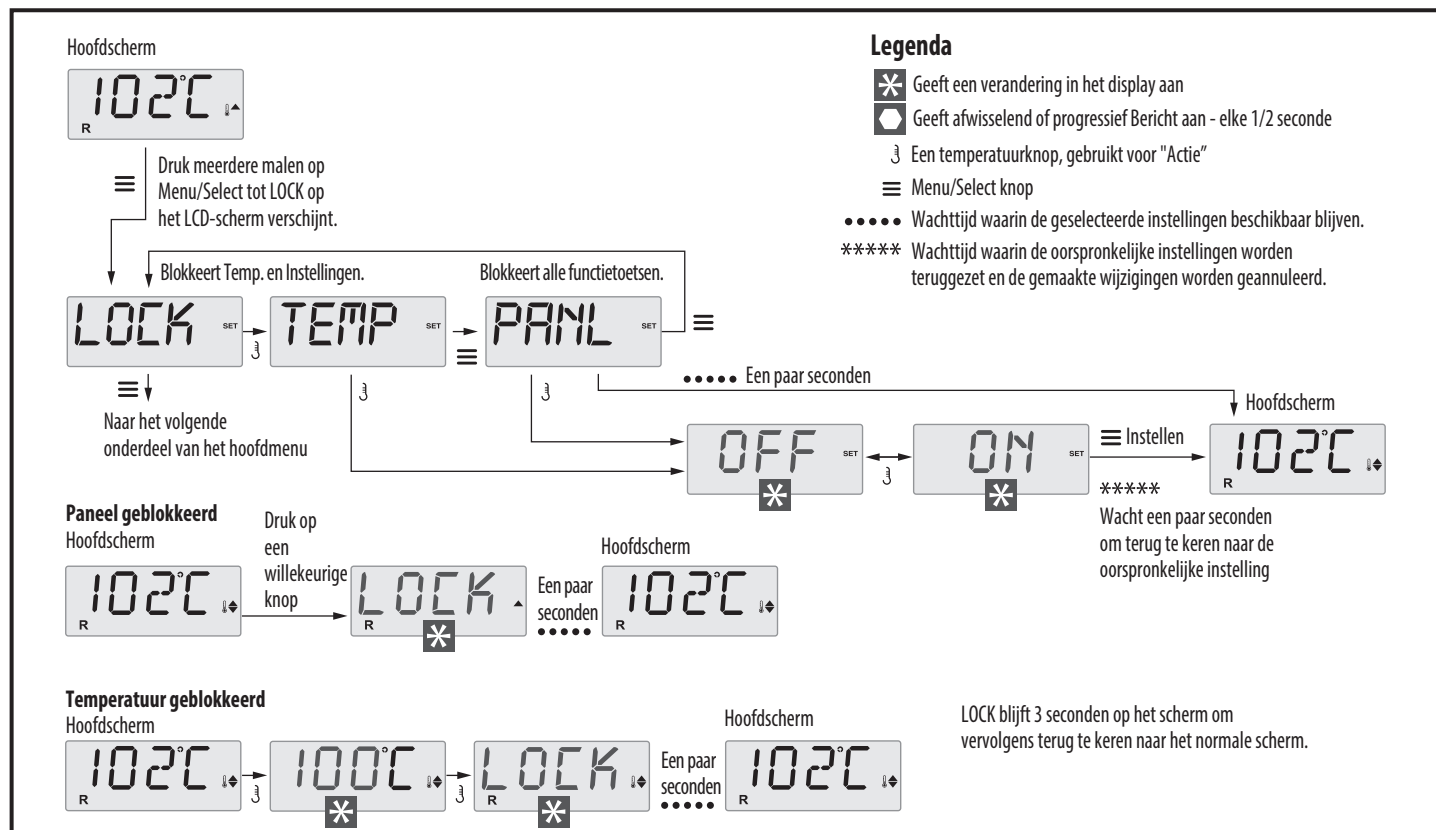 Hoofdscherm
102°C
R
Druk meerdere malen op
Menu/Select tot LOCK op
het LCD-scherm verschijnt.
Legenda
Geeft een verandering in het display aan
Geeft afwisselend of progressief Bericht aan - elke 1/2 seconde
Een temperatuurknop, gebruikt voor "Actie”
Menu/Select knop
••••• Wachttijd waarin de geselecteerde instellingen beschikbaar blijven.
***** Wachttijd waarin de oorspronkelijke instellingen worden
teruggezet en de gemaakte wijzigingen worden geannuleerd.
Blokkeert Temp. en Instellingen.
Blokkeert alle functietoetsen.
LOCK SET
TEMP SET
PANL SET
Naar het volgende
onderdeel van het hoofdmenu
••••• Een paar seconden
OFF SET
ON SET
Instellen
*****
Wacht een paar seconden
om terug te keren naar de
oorspronkelijke instelling
Hoofdscherm
102°C
R
Paneel geblokkeerd
Hoofdscherm
102°C
R
Druk op
een
willekeurige
knop
LOCK
R
Een paar
seconden
•••••
Hoofdscherm
102°C
R
Temperatuur geblokkeerd
Hoofdscherm
102°C
R
100°C
LOCK
R
Een paar
seconden
•••••
Hoofdscherm
102°C
R
LOCK blijft 3 seconden op het scherm om
vervolgens terug te keren naar het normale scherm.